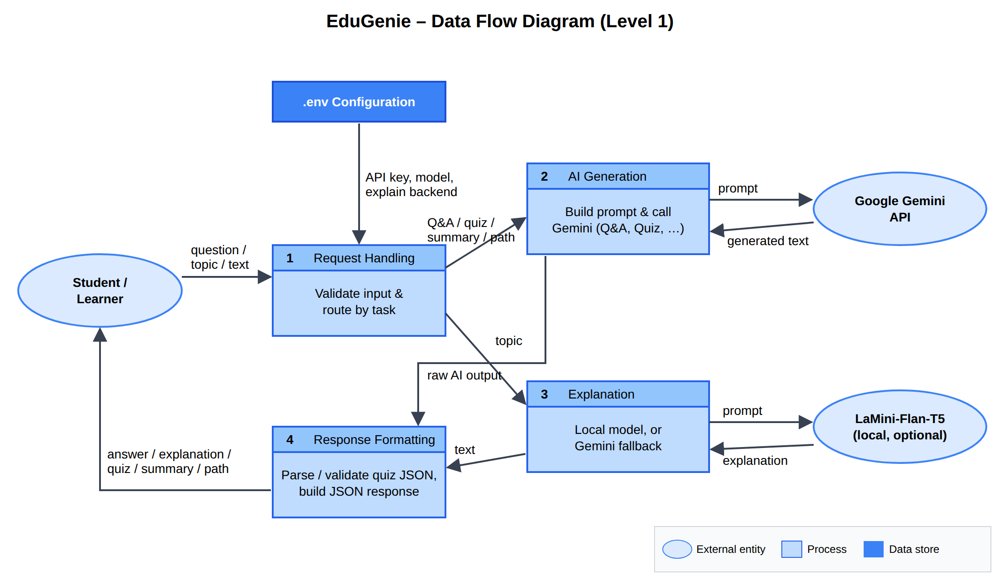 EduGenie – Data Flow Diagram (Level 1)
.env Configuration
API key, model,
explain backend
Q&A / quiz /
summary / path
question /
topic / text
Student /
Learner
1 Request Handling
Validate input &
route by task
2 AI Generation
Build prompt & call
Gemini (Q&A, Quiz, …)
prompt
generated text
Google Gemini
API
topic
raw AI output
3 Explanation
Local model, or
Gemini fallback
prompt
explanation
LaMini-Flan-T5
(local, optional)
text
4 Response Formatting
Parse / validate quiz JSON,
build JSON response
answer / explanation /
quiz / summary / path
External entity
Process
Data store